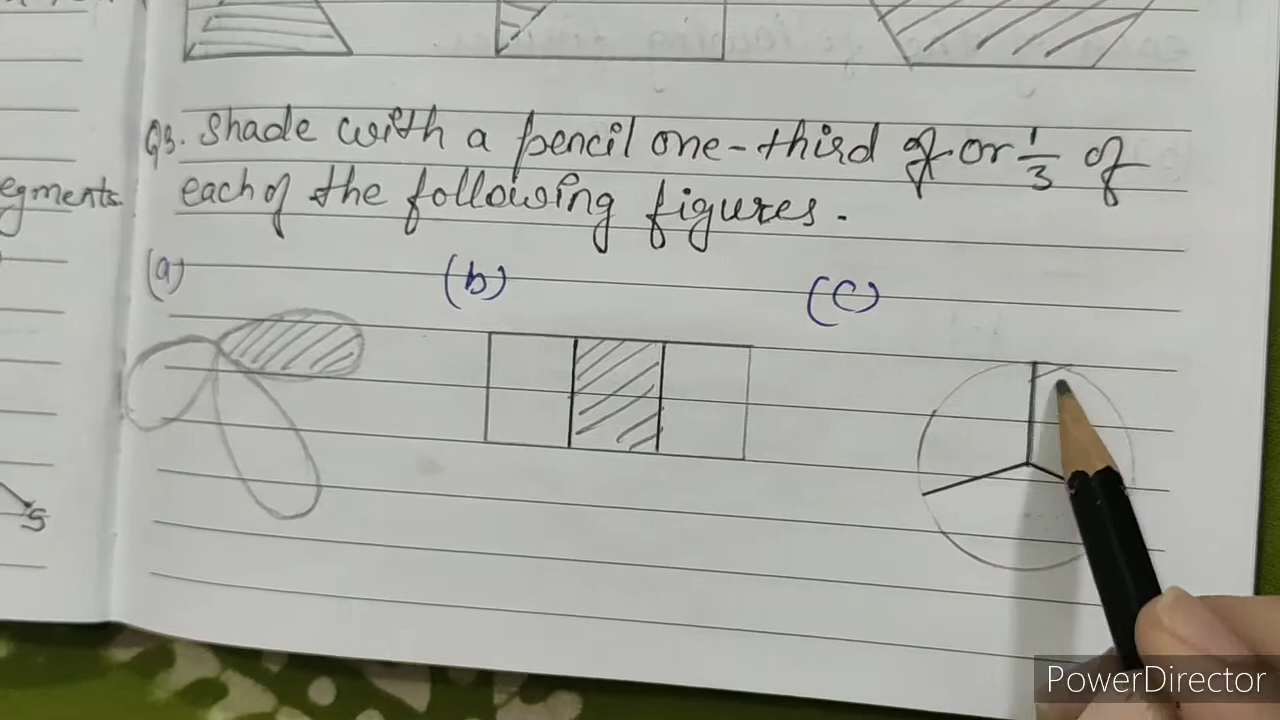 Q3. Shade with a pencil one-third of or 1/3 of
each of the following figures.
egments
(a) (b) (c)
S
PowerDirector